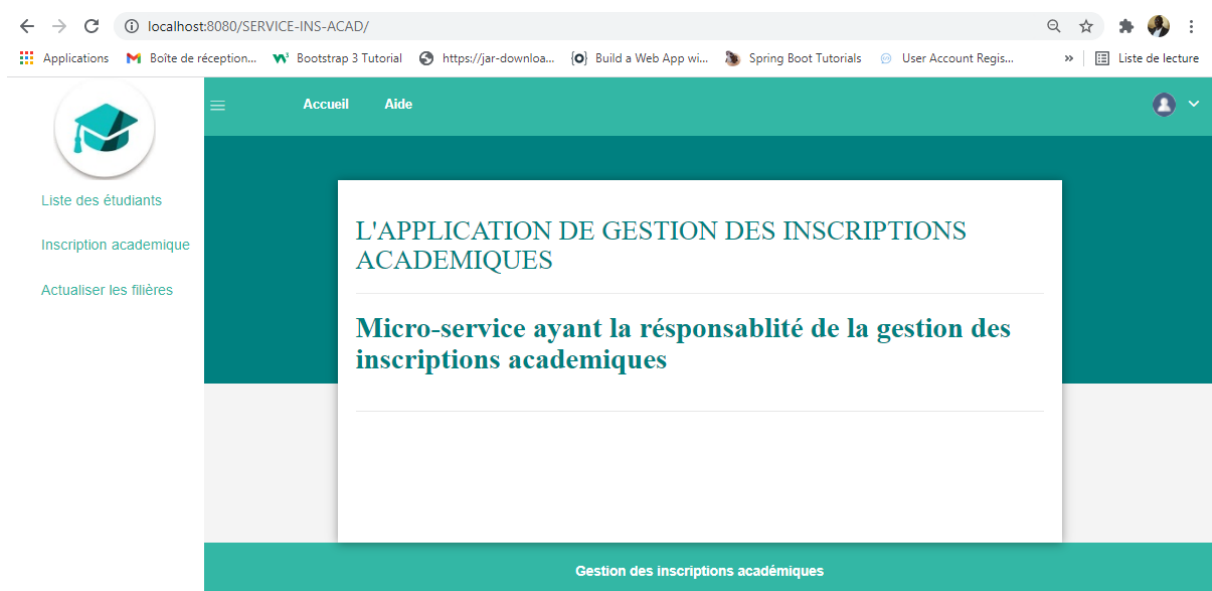 localhost:8080/SERVICE-INS-ACAD/
Applications Boîte de réception... Bootstrap 3 Tutorial https://jar-downloa... Build a Web App wi... Spring Boot Tutorials User Account Regis... » Liste de lecture
Accueil Aide
Liste des étudiants
Inscription academique
Actualiser les filières
L'APPLICATION DE GESTION DES INSCRIPTIONS
ACADEMIQUES
Micro-service ayant la résponsablité de la gestion des
inscriptions academiques
Gestion des inscriptions académiques